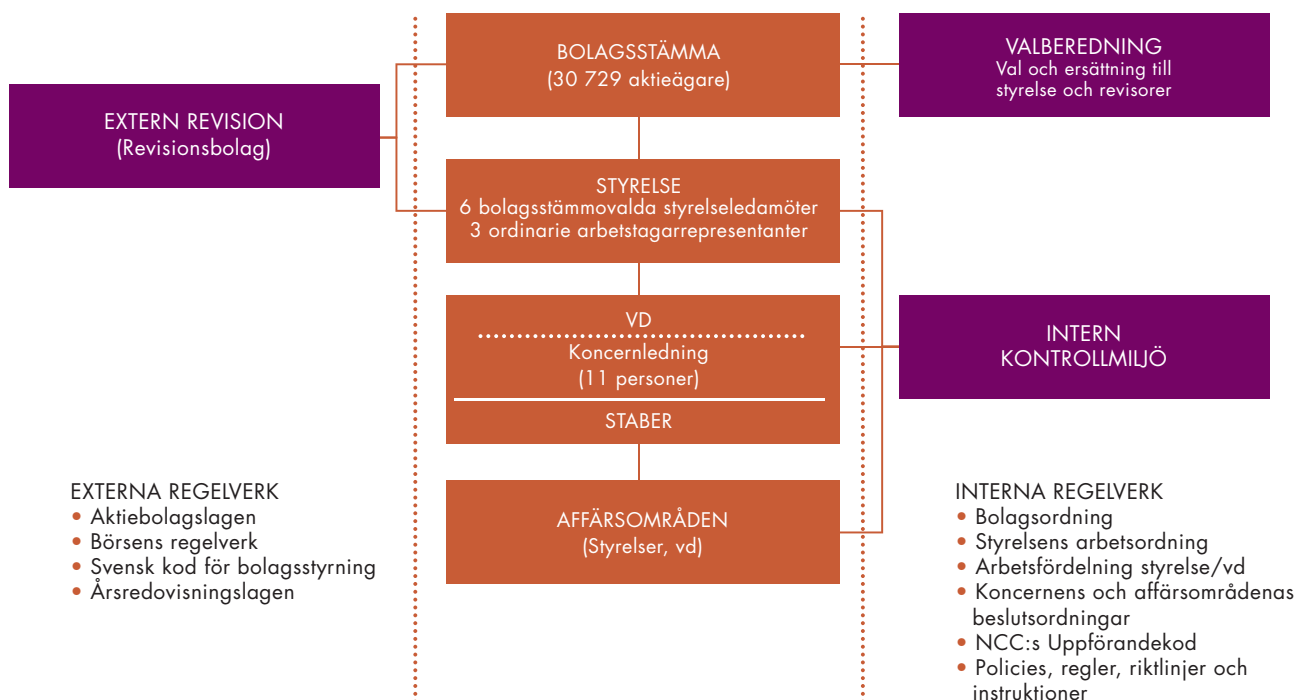 BOLAGSSTÄMMA
(30 729 aktieägare)
VALBEREDNING
Val och ersättning till
styrelse och revisorer
EXTERN REVISION
(Revisionsbolag)
STYRELSE
6 bolagsstämmovalda styrelseledamöter
3 ordinarie arbetstagarrepresentanter
VD
Koncernledning
(11 personer)
STABER
INTERN
KONTROLLMILJÖ
AFFÄRSOMRÅDEN
(Styrelser, vd)
EXTERNA REGELVERK
• Aktiebolagslagen
• Börsens regelverk
• Svensk kod för bolagsstyrning
• Årsredovisningslagen
INTERNA REGELVERK
• Bolagsordning
• Styrelsens arbetsordning
• Arbetsfördelning styrelse/vd
• Koncernens och affärsområdenas
beslutsordningar
• NCC:s Uppförandekod
• Policies, regler, riktlinjer och
instruktioner